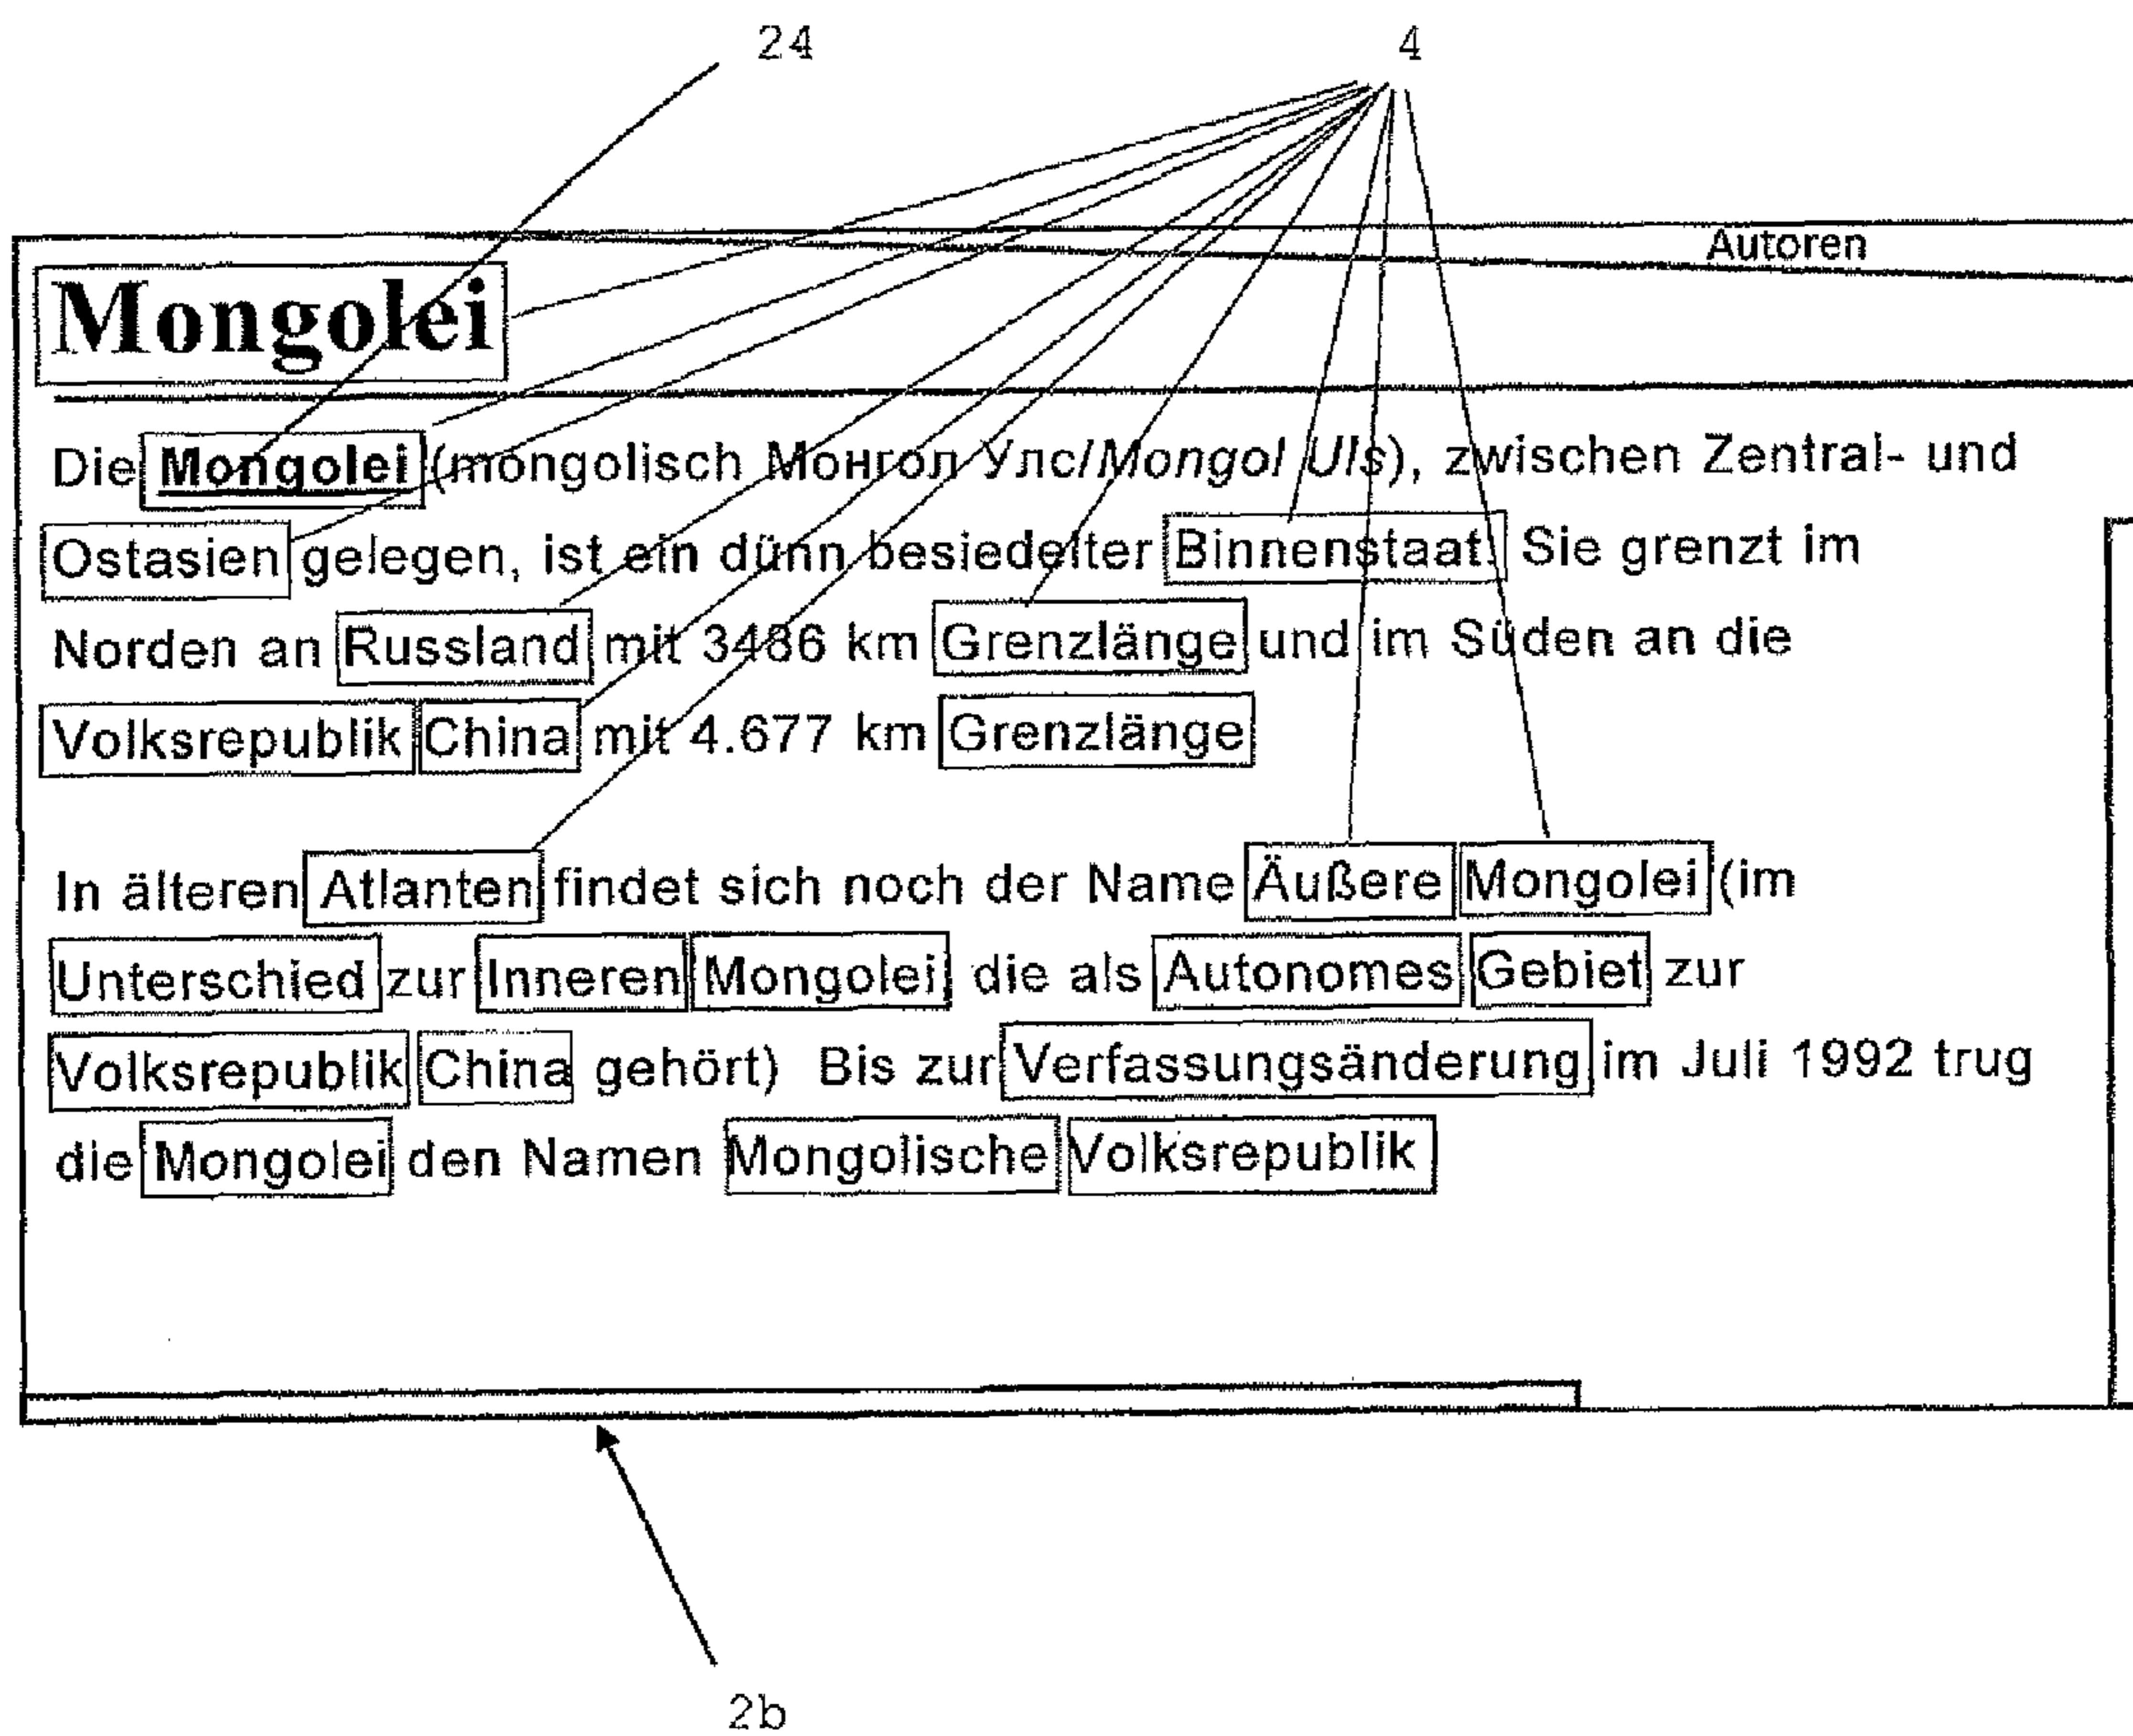 24 4
Autoren
Mongolei
Die Mongolei (mongolisch Монгол Улс/Mongol Uls), zwischen Zentral- und
Ostasien gelegen, ist ein dünn besiedelter Binnenstaat. Sie grenzt im
Norden an Russland mit 3486 km Grenzlänge und im Süden an die
Volksrepublik China mit 4.677 km Grenzlänge
In älteren Atlanten findet sich noch der Name Äußere Mongolei (im
Unterschied zur Inneren Mongolei, die als Autonomes Gebiet zur
Volksrepublik China gehört) Bis zur Verfassungsänderung im Juli 1992 trug
die Mongolei den Namen Mongolische Volksrepublik
2b